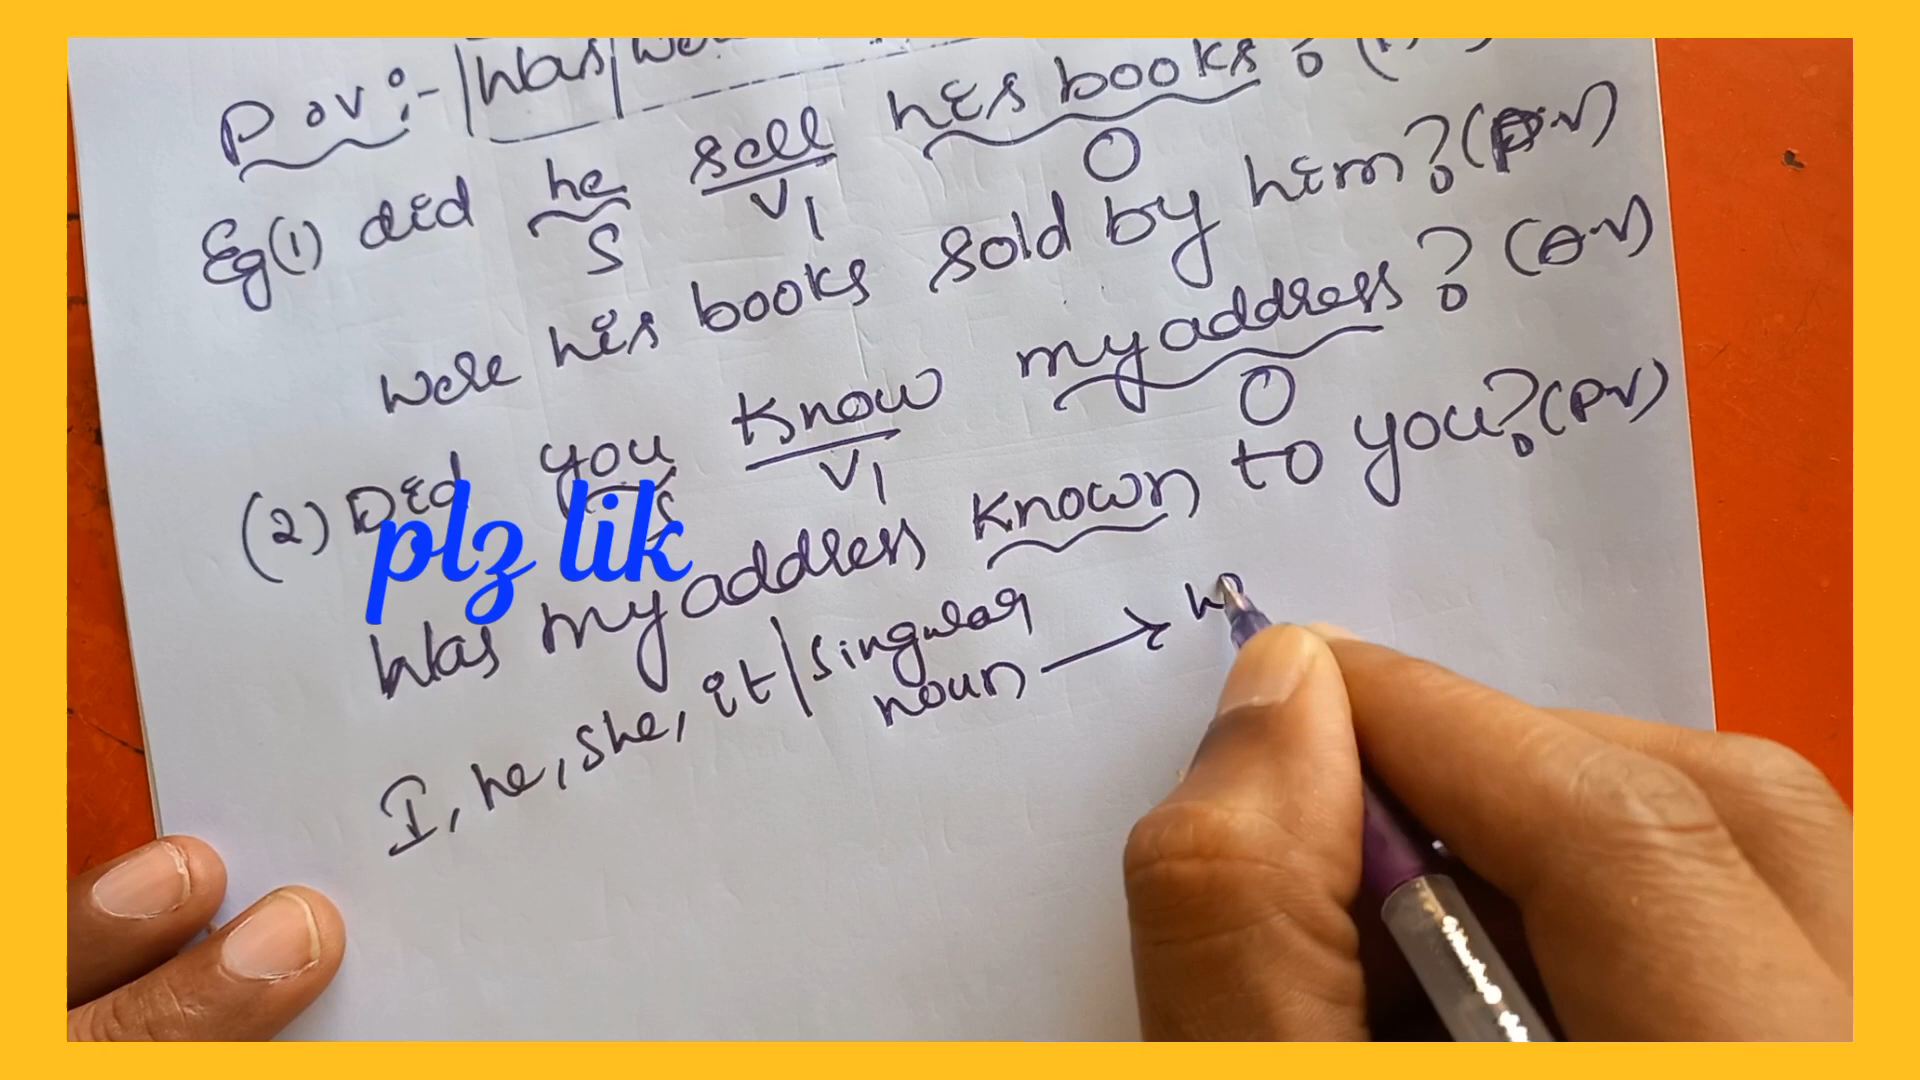 P.V :- |Was|We
Eg(1) did he sell his books ?
S V1 O
Were his books sold by him? (P.V)
(2) Did you know my address? (A.V)
S V1 O
Was my address known to you? (P.V)
I, he, she, it | singular
noun → w
plz lik